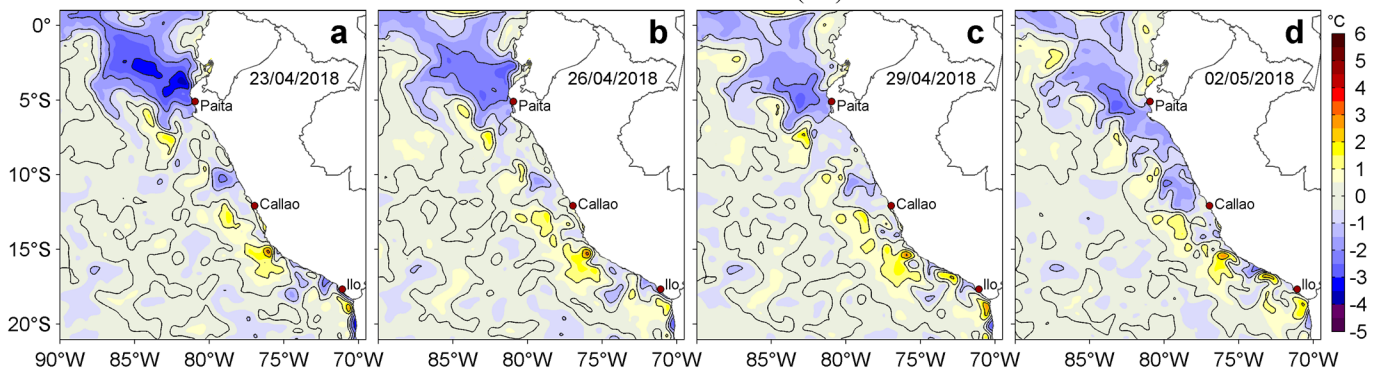 a
b
c
d
°C
23/04/2018
26/04/2018
29/04/2018
02/05/2018
Paita
Paita
Paita
Paita
Callao
Callao
Callao
Callao
Ilo
Ilo
Ilo
Ilo
0°
5°S
10°S
15°S
20°S
90°W 85°W 80°W 75°W 70°W
85°W 80°W 75°W 70°W
85°W 80°W 75°W 70°W
85°W 80°W 75°W 70°W
6
5
4
3
2
1
0
-1
-2
-3
-4
-5